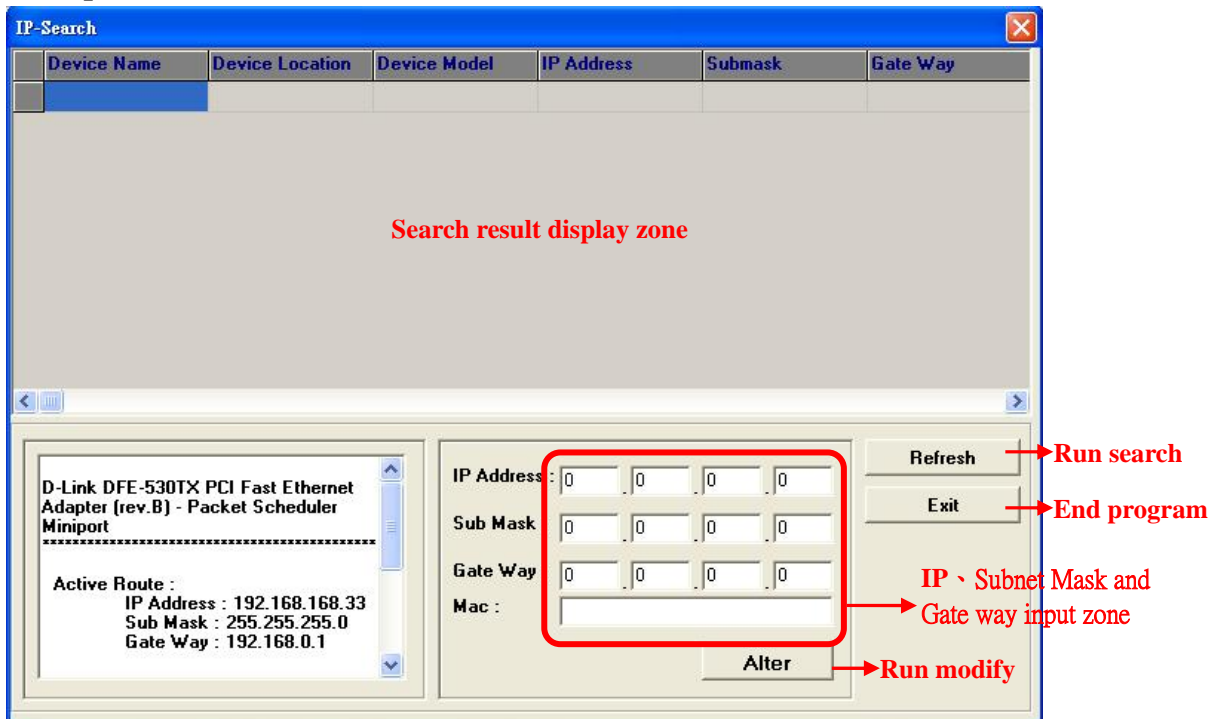 IP-Search
Device Name Device Location Device Model IP Address Submask Gate Way
Search result display zone
D-Link DFE-530TX PCI Fast Ethernet
Adapter (rev.B) - Packet Scheduler
Miniport
*********************************************
Active Route :
IP Address : 192.168.168.33
Sub Mask : 255.255.255.0
Gate Way : 192.168.0.1
IP Address : 0 . 0 . 0 . 0
Sub Mask 0 . 0 . 0 . 0
Gate Way 0 . 0 . 0 . 0
Mac :
Alter
Refresh
Exit
Run search
End program
IP、Subnet Mask and
Gate way input zone
Run modify